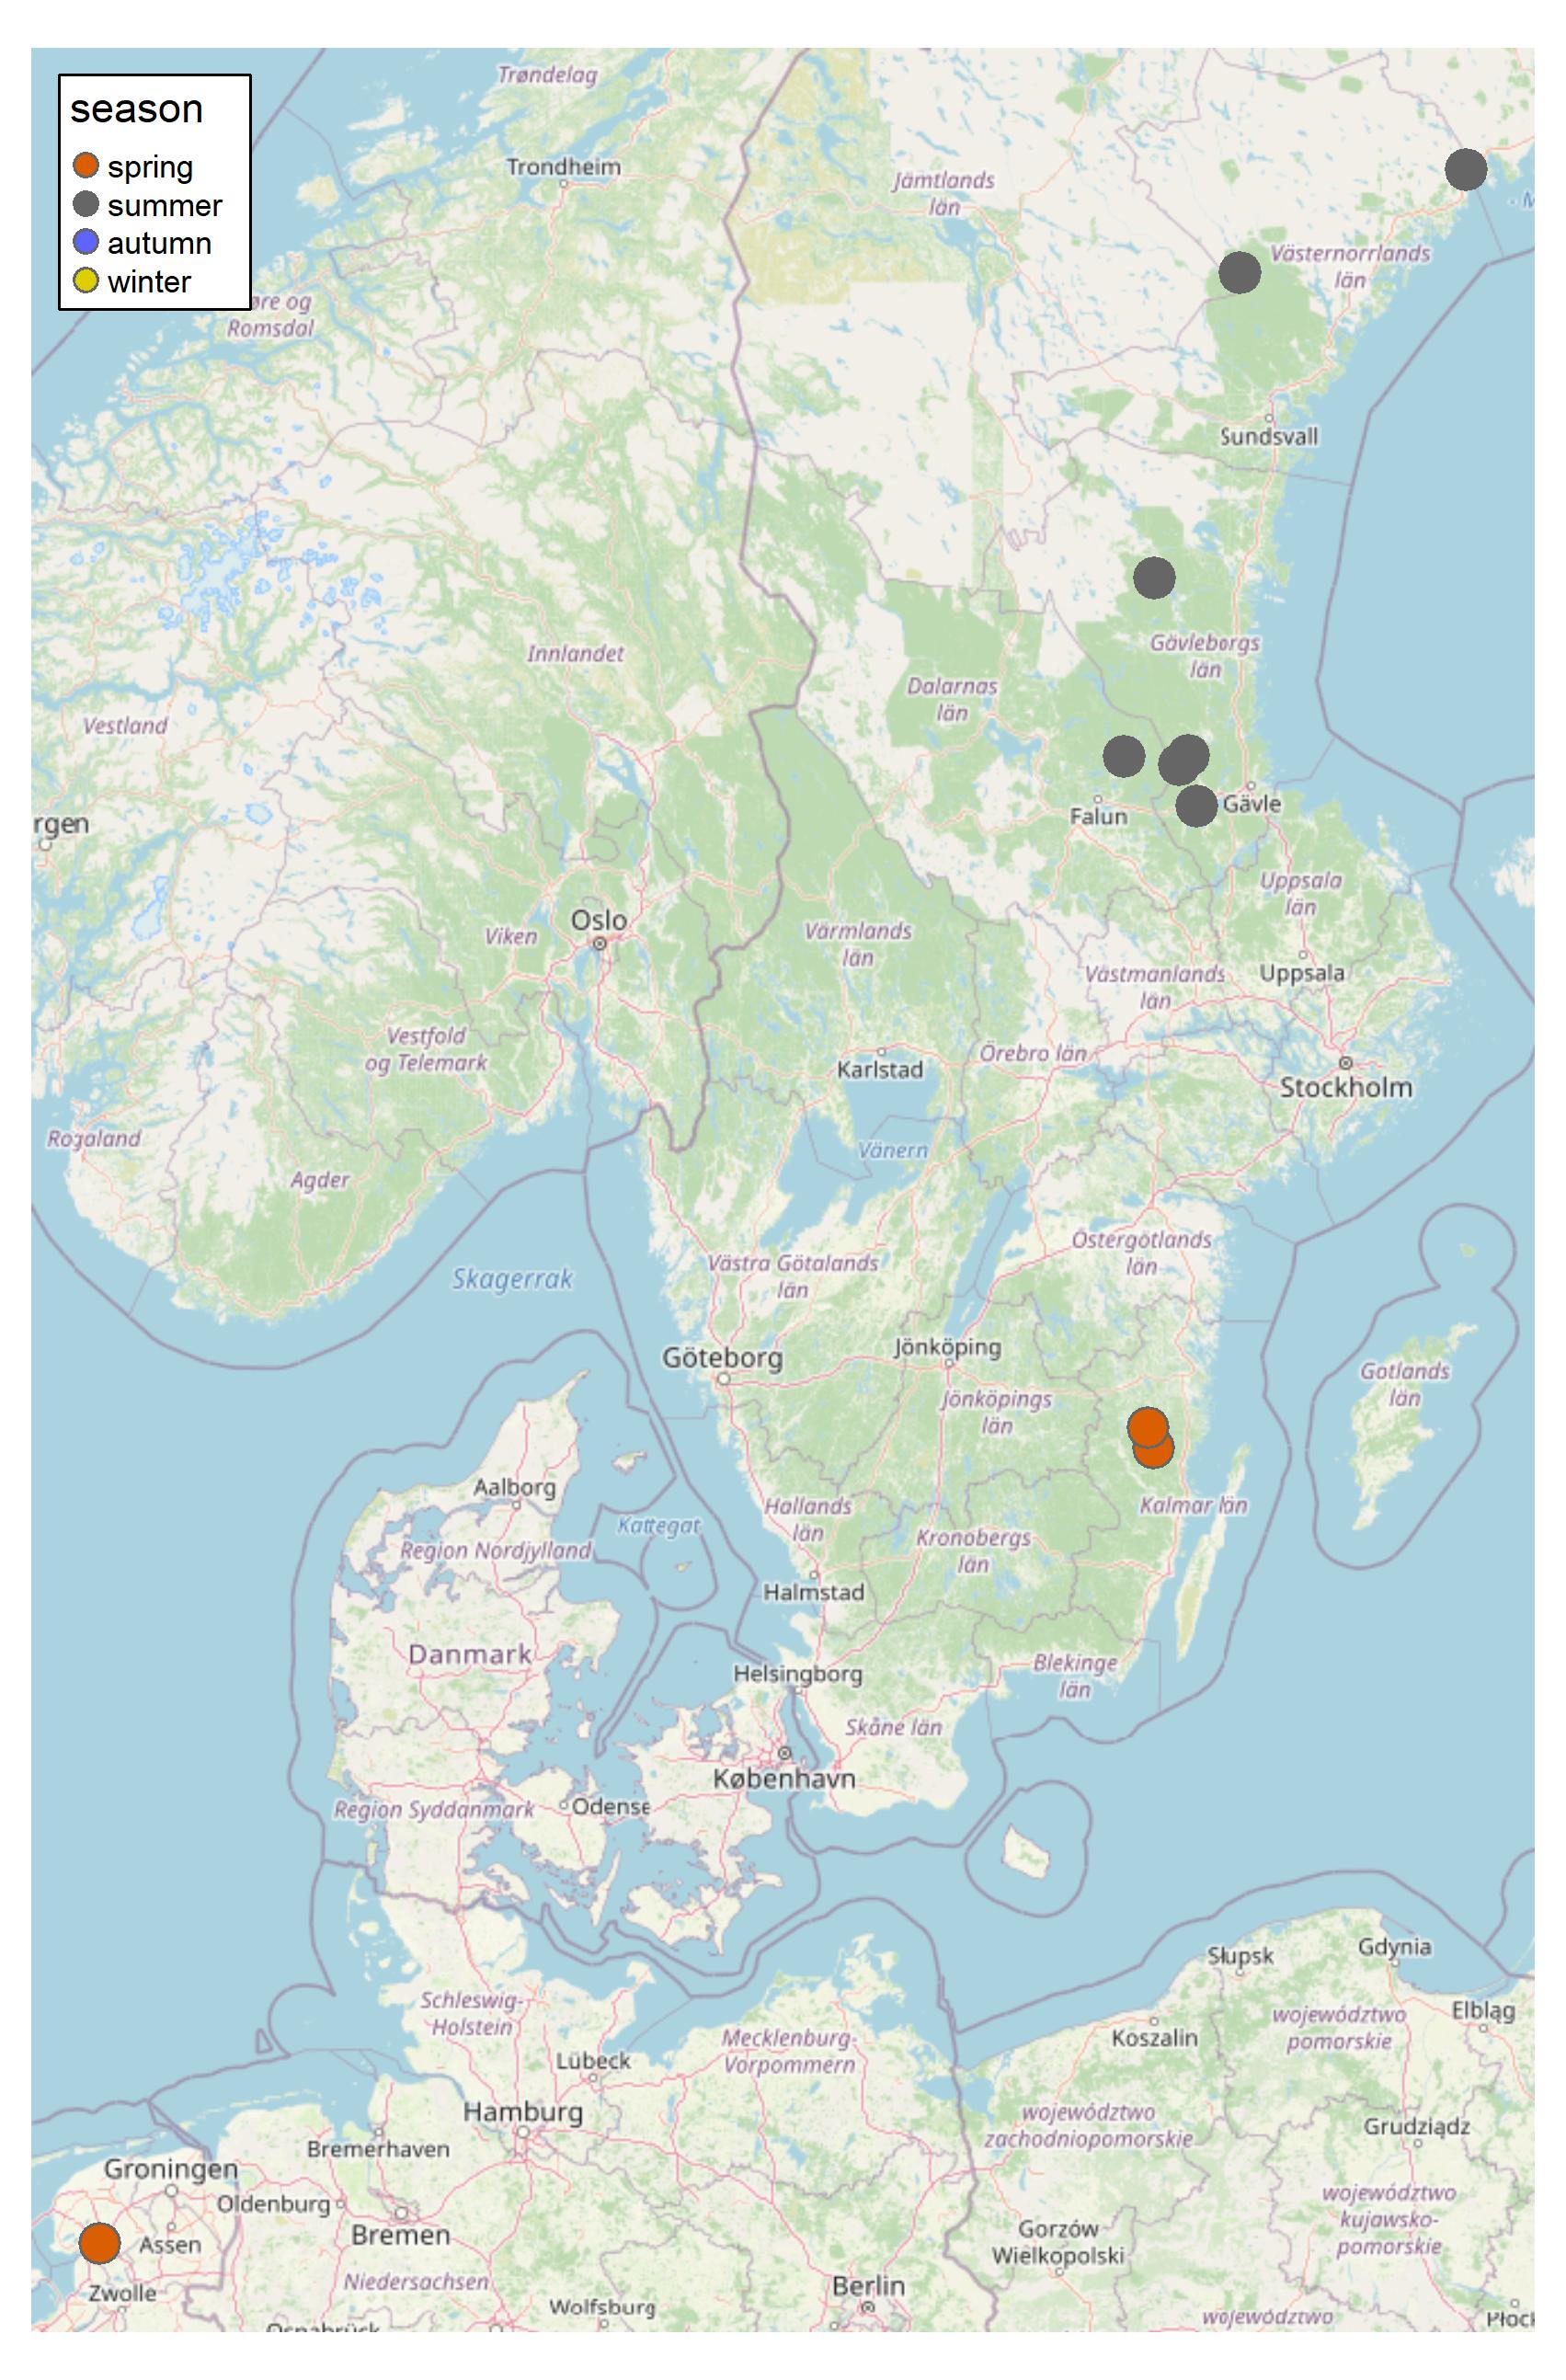 season
spring
summer
autumn
winter
Trøndelag
Trondheim
Jämtlands
län
Västernorrlands
län
øre og
Romsdal
Sundsvall
Innlandet
Gävleborgs
län
Dalarnas
län
Vestland
rgen
Falun
Gävle
Uppsala
län
Oslo
Viken
Värmlands
län
Västmanlands
län
Uppsala
Vestfold
og Telemark
Karlstad
Örebro län
Stockholm
Rogaland
Vänern
Agder
Skagerrak
Västra Götalands
län
Östergötlands
län
Göteborg
Jönköping
Jönköpings
län
Gotlands
län
Aalborg
Kattegat
Region Nordjylland
Hallands
län
Kronobergs
län
Kalmar län
Halmstad
Danmark
Helsingborg
Blekinge
län
Skåne län
København
Region Syddanmark
Odense
Schleswig-
Holstein
Mecklenburg-
Vorpommern
Lübeck
Słupsk
Gdynia
Koszalin
województwo
pomorskie
Elbląg
Hamburg
Bremerhaven
województwo
zachodniopomorskie
Grudziądz
Groningen
Oldenburg
Bremen
Assen
Zwolle
Niedersachsen
Gorzów
Wielkopolski
województwo
kujawsko-
pomorskie
Wolfsburg
Berlin
województwo
Płock